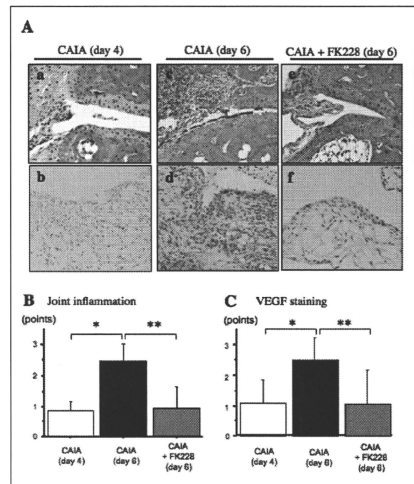 A
CAIA (day 4) CAIA (day 6) CAIA + FK228 (day 6)
a c e
b d f
B Joint inflammation
(points)
* **
3
2
1
0
CAIA (day 4)
CAIA (day 6)
CAIA + FK228 (day 6)
C VEGF staining
(points)
* **
3
2
1
0
CAIA (day 4)
CAIA (day 6)
CAIA + FK228 (day 6)